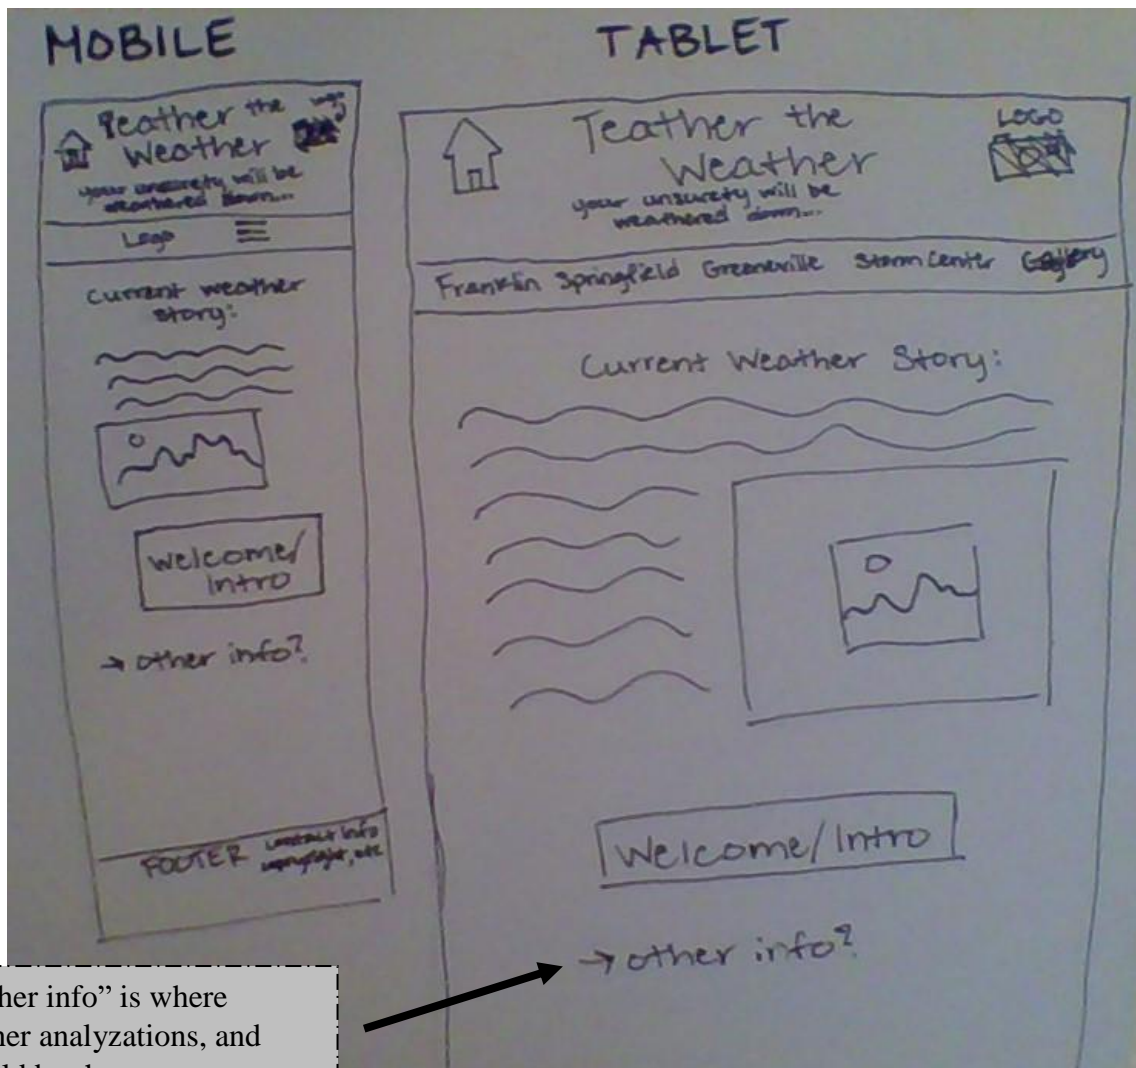 MOBILE
Teather the
Weather
Logo
your unsurety will be
weathered down...
Logo
Current weather
story:
Welcome/
Intro
→ other info?
FOOTER contact info
copyright, etc
TABLET
Teather the
Weather
your unsurety will be
weathered down...
LOGO
Franklin Springfield Greeneville Storm Center Gallery
Current Weather Story:
Welcome/Intro
→ other info?
her info” is where
her analyzations, and